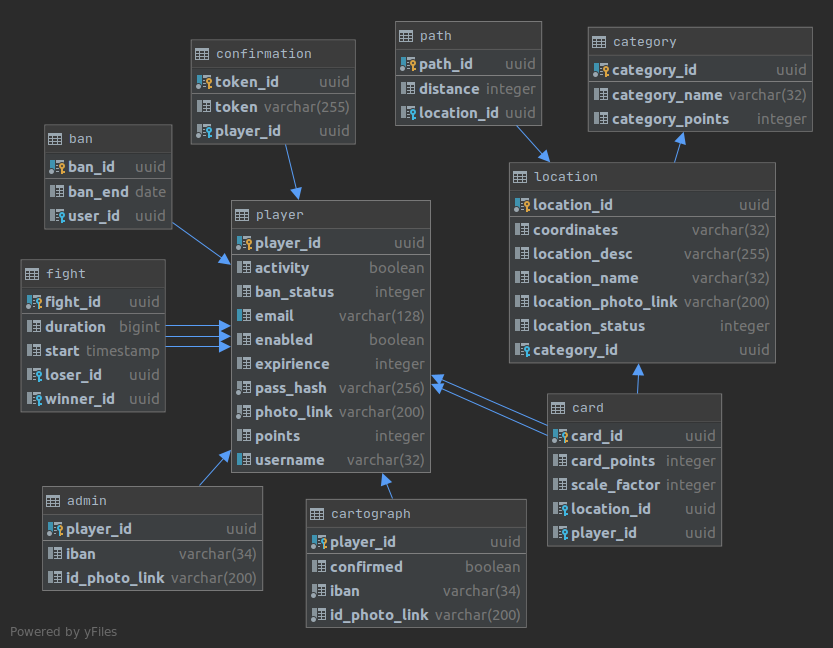 confirmation
token_id uuid
token varchar(255)
player_id uuid
path
path_id uuid
distance integer
location_id uuid
category
category_id uuid
category_name varchar(32)
category_points integer
ban
ban_id uuid
ban_end date
user_id uuid
location
location_id uuid
coordinates varchar(32)
location_desc varchar(255)
location_name varchar(32)
location_photo_link varchar(200)
location_status integer
category_id uuid
player
player_id uuid
activity boolean
ban_status integer
email varchar(128)
enabled boolean
expirience integer
pass_hash varchar(256)
photo_link varchar(200)
points integer
username varchar(32)
fight
fight_id uuid
duration bigint
start timestamp
loser_id uuid
winner_id uuid
card
card_id uuid
card_points integer
scale_factor integer
location_id uuid
player_id uuid
admin
player_id uuid
iban varchar(34)
id_photo_link varchar(200)
cartograph
player_id uuid
confirmed boolean
iban varchar(34)
id_photo_link varchar(200)
Powered by yFiles